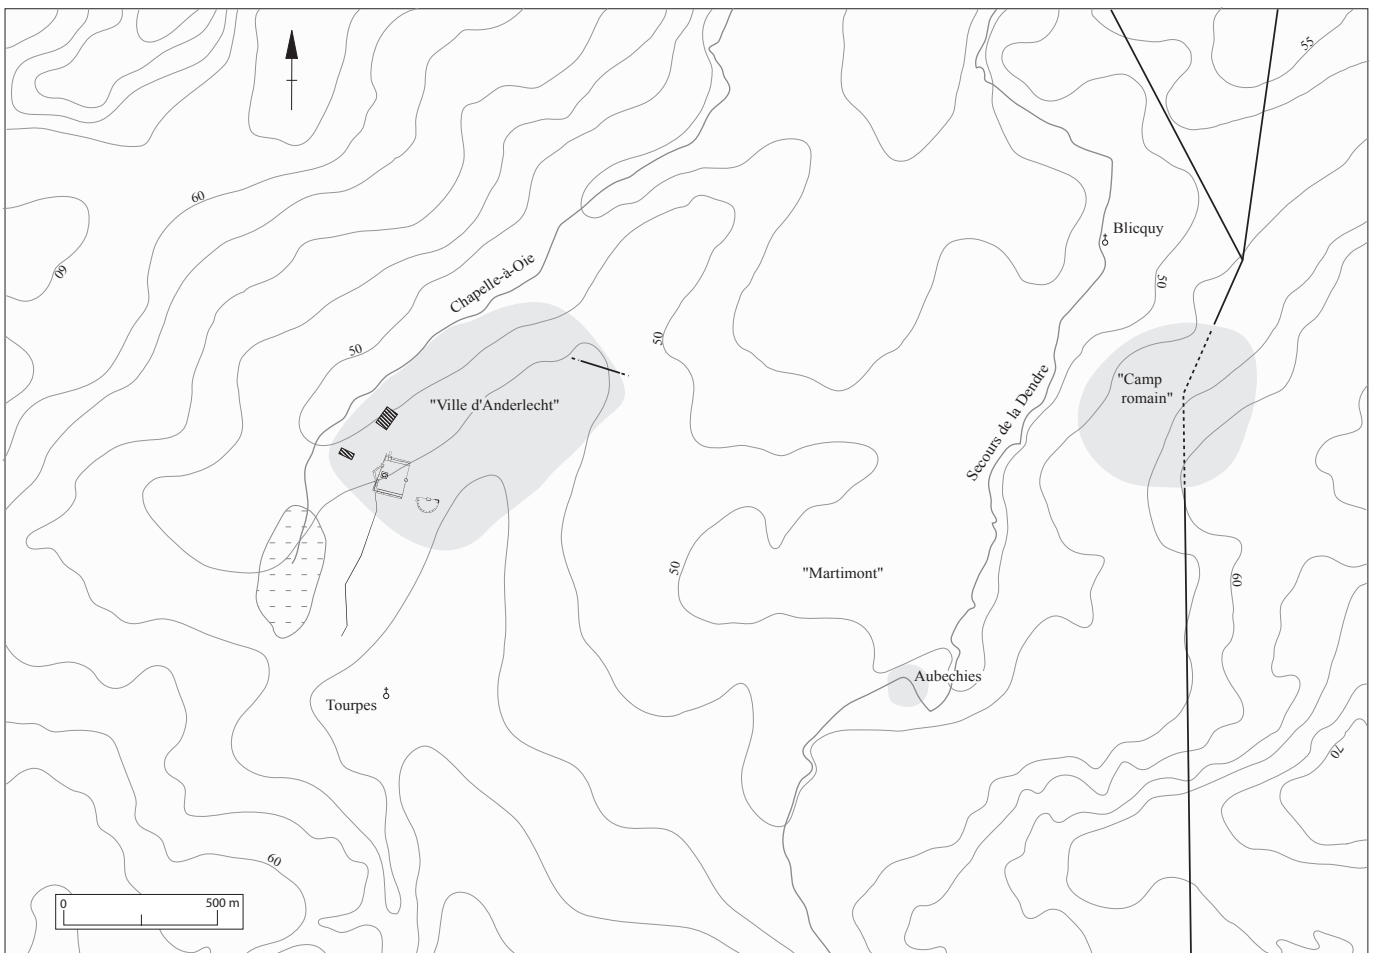 55
60
Blicquy
60
Chapelle-à-Oie
50
50
50
"Ville d'Anderlecht"
"Camp
romain"
Secours de la Dendre
50
"Martimont"
60
Aubechies
Tourpes
70
60
0 500 m